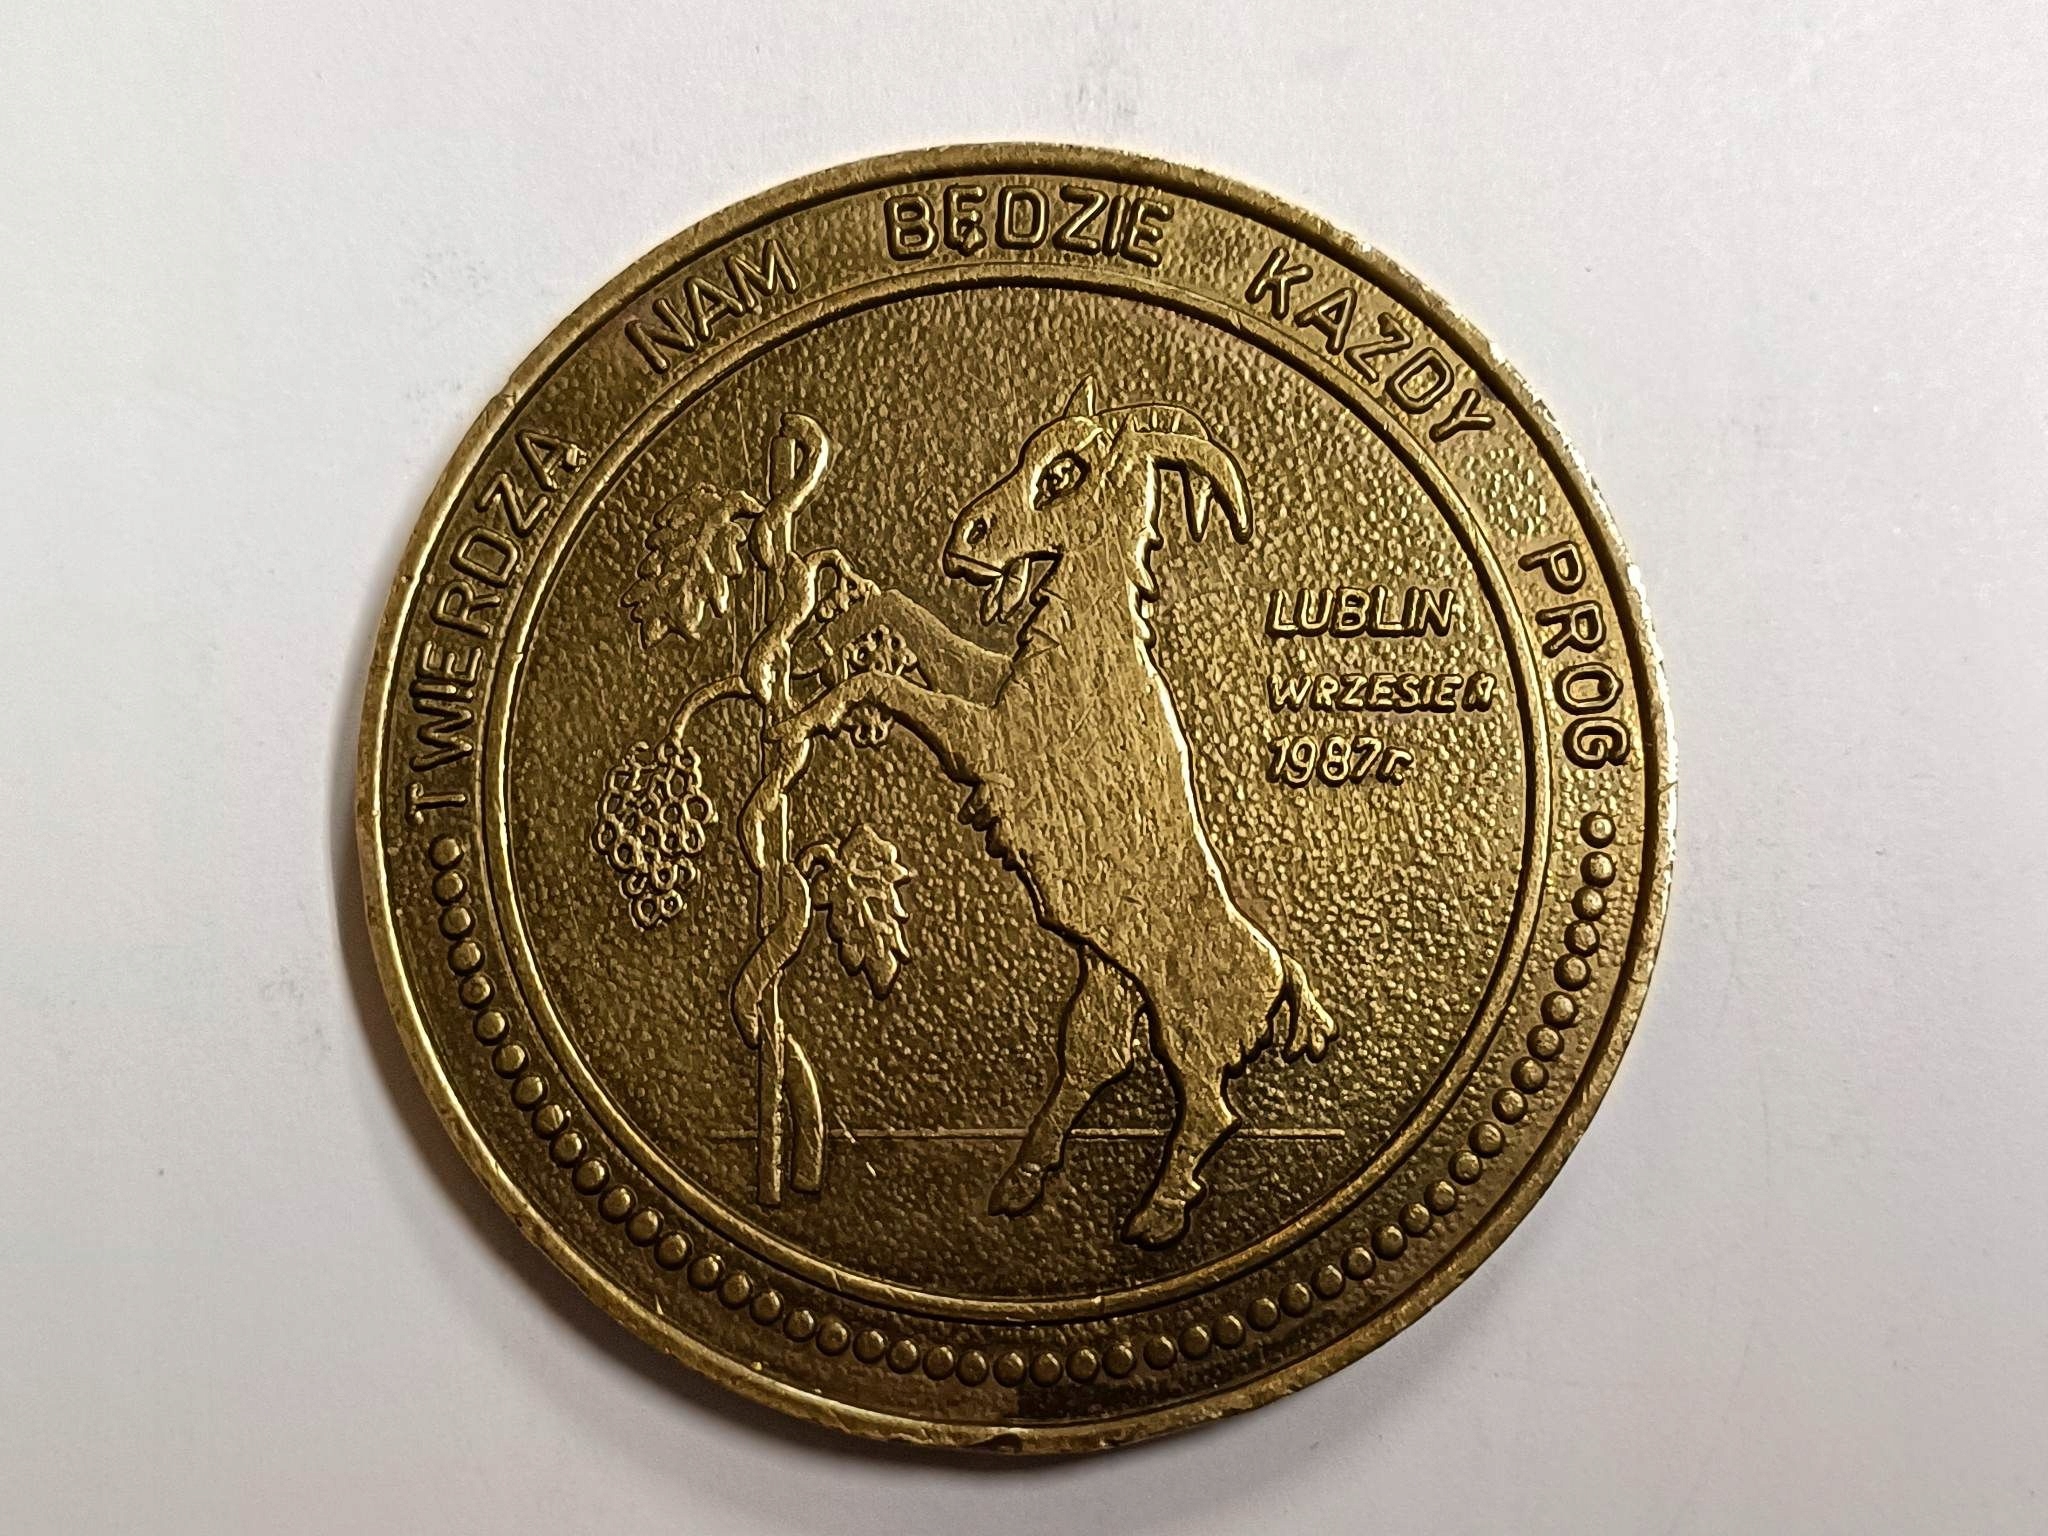 TWIERDZĄ NAM BĘDZIE KAŻDY PRÓG
LUBLIN
WRZESIEŃ
1987r.